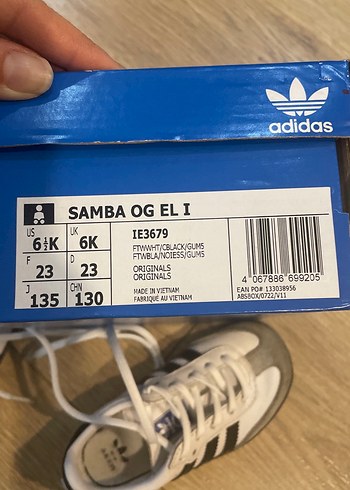 adidas
SAMBA OG EL I
US UK
6½K 6K
F D
23 23
J CHN
135 130
IE3679
FTWWHT/CBLACK/GUM5
FTWBLA/NOIESS/GUM5
ORIGINALS
ORIGINALS
MADE IN VIETNAM
FABRIQUE AU VIETNAM
4 067886 699205
EAN PO# 133038956
ABSBOX/0722/V11